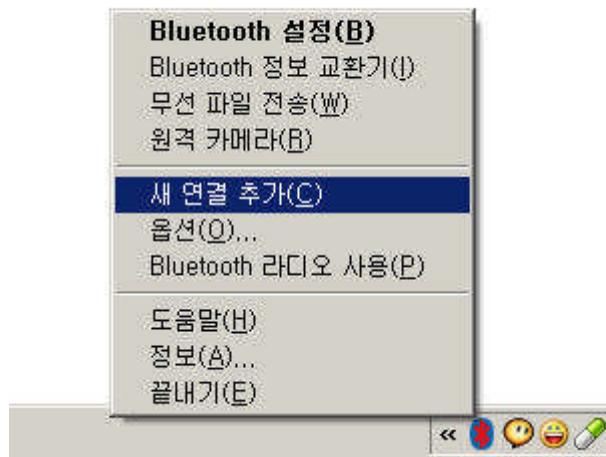 Bluetooth 설정(B)
Bluetooth 정보 교환기(I)
무선 파일 전송(W)
원격 카메라(R)
새 연결 추가(C)
옵션(O)...
Bluetooth 라디오 사용(P)
도움말(H)
정보(A)...
끝내기(E)
«